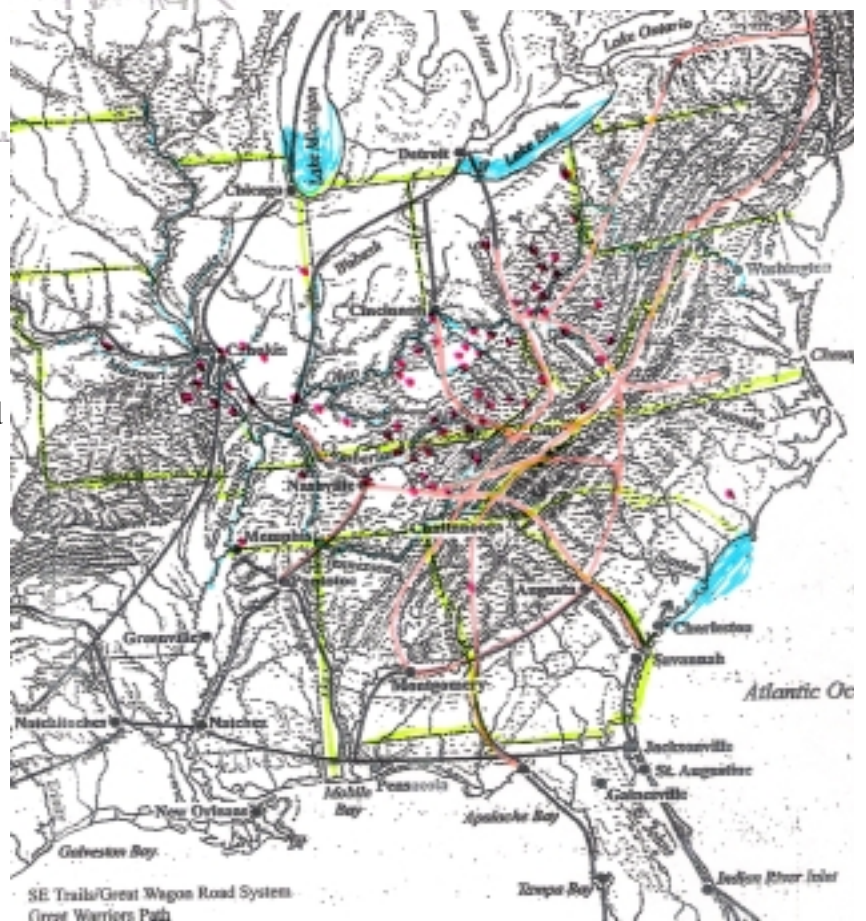 Lake Ontario
Lake Michigan
Detroit
Lake Erie
Chicago
Wabash
Washington
Cincinnati
Cahokia
Ohio
Nashville
Memphis
Chattanooga
Augusta
Greenville
Charleston
Savannah
Montgomery
Atlantic Oc
Natchitoches
Natchez
Jacksonville
St. Augustine
Gainesville
Mobile
Bay
Pensacola
New Orleans
Apalache Bay
Galveston Bay
Tampa Bay
Indian River Inlet
SE Trails/Great Wagon Road System
Great Warriors Path